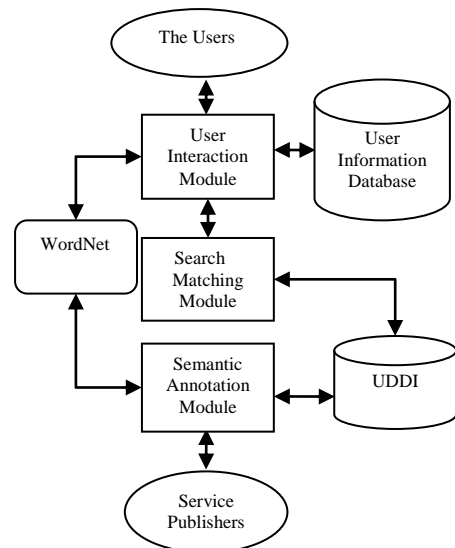 The Users
User
Interaction
Module
User
Information
Database
WordNet
Search
Matching
Module
Semantic
Annotation
Module
UDDI
Service
Publishers